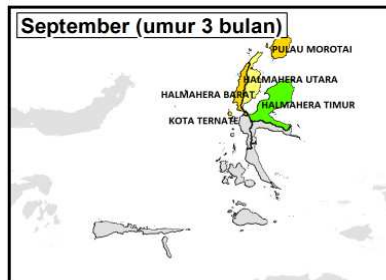 September (umur 3 bulan)
PULAU MOROTAI
HALMAHERA UTARA
HALMAHERA BARAT
HALMAHERA TIMUR
KOTA TERNATE